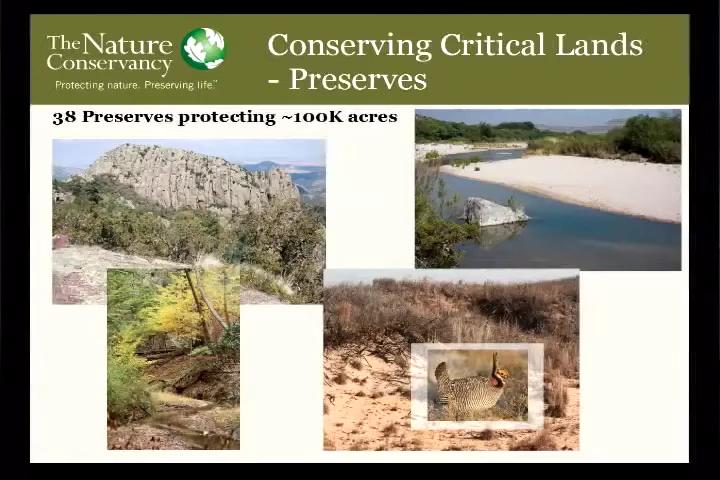 The Nature
Conservancy
Protecting nature. Preserving life.™
Conserving Critical Lands
- Preserves
38 Preserves protecting ~100K acres